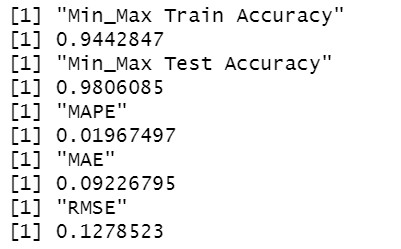 [1] "Min_Max Train Accuracy"
[1] 0.9442847
[1] "Min_Max Test Accuracy"
[1] 0.9806085
[1] "MAPE"
[1] 0.01967497
[1] "MAE"
[1] 0.09226795
[1] "RMSE"
[1] 0.1278523